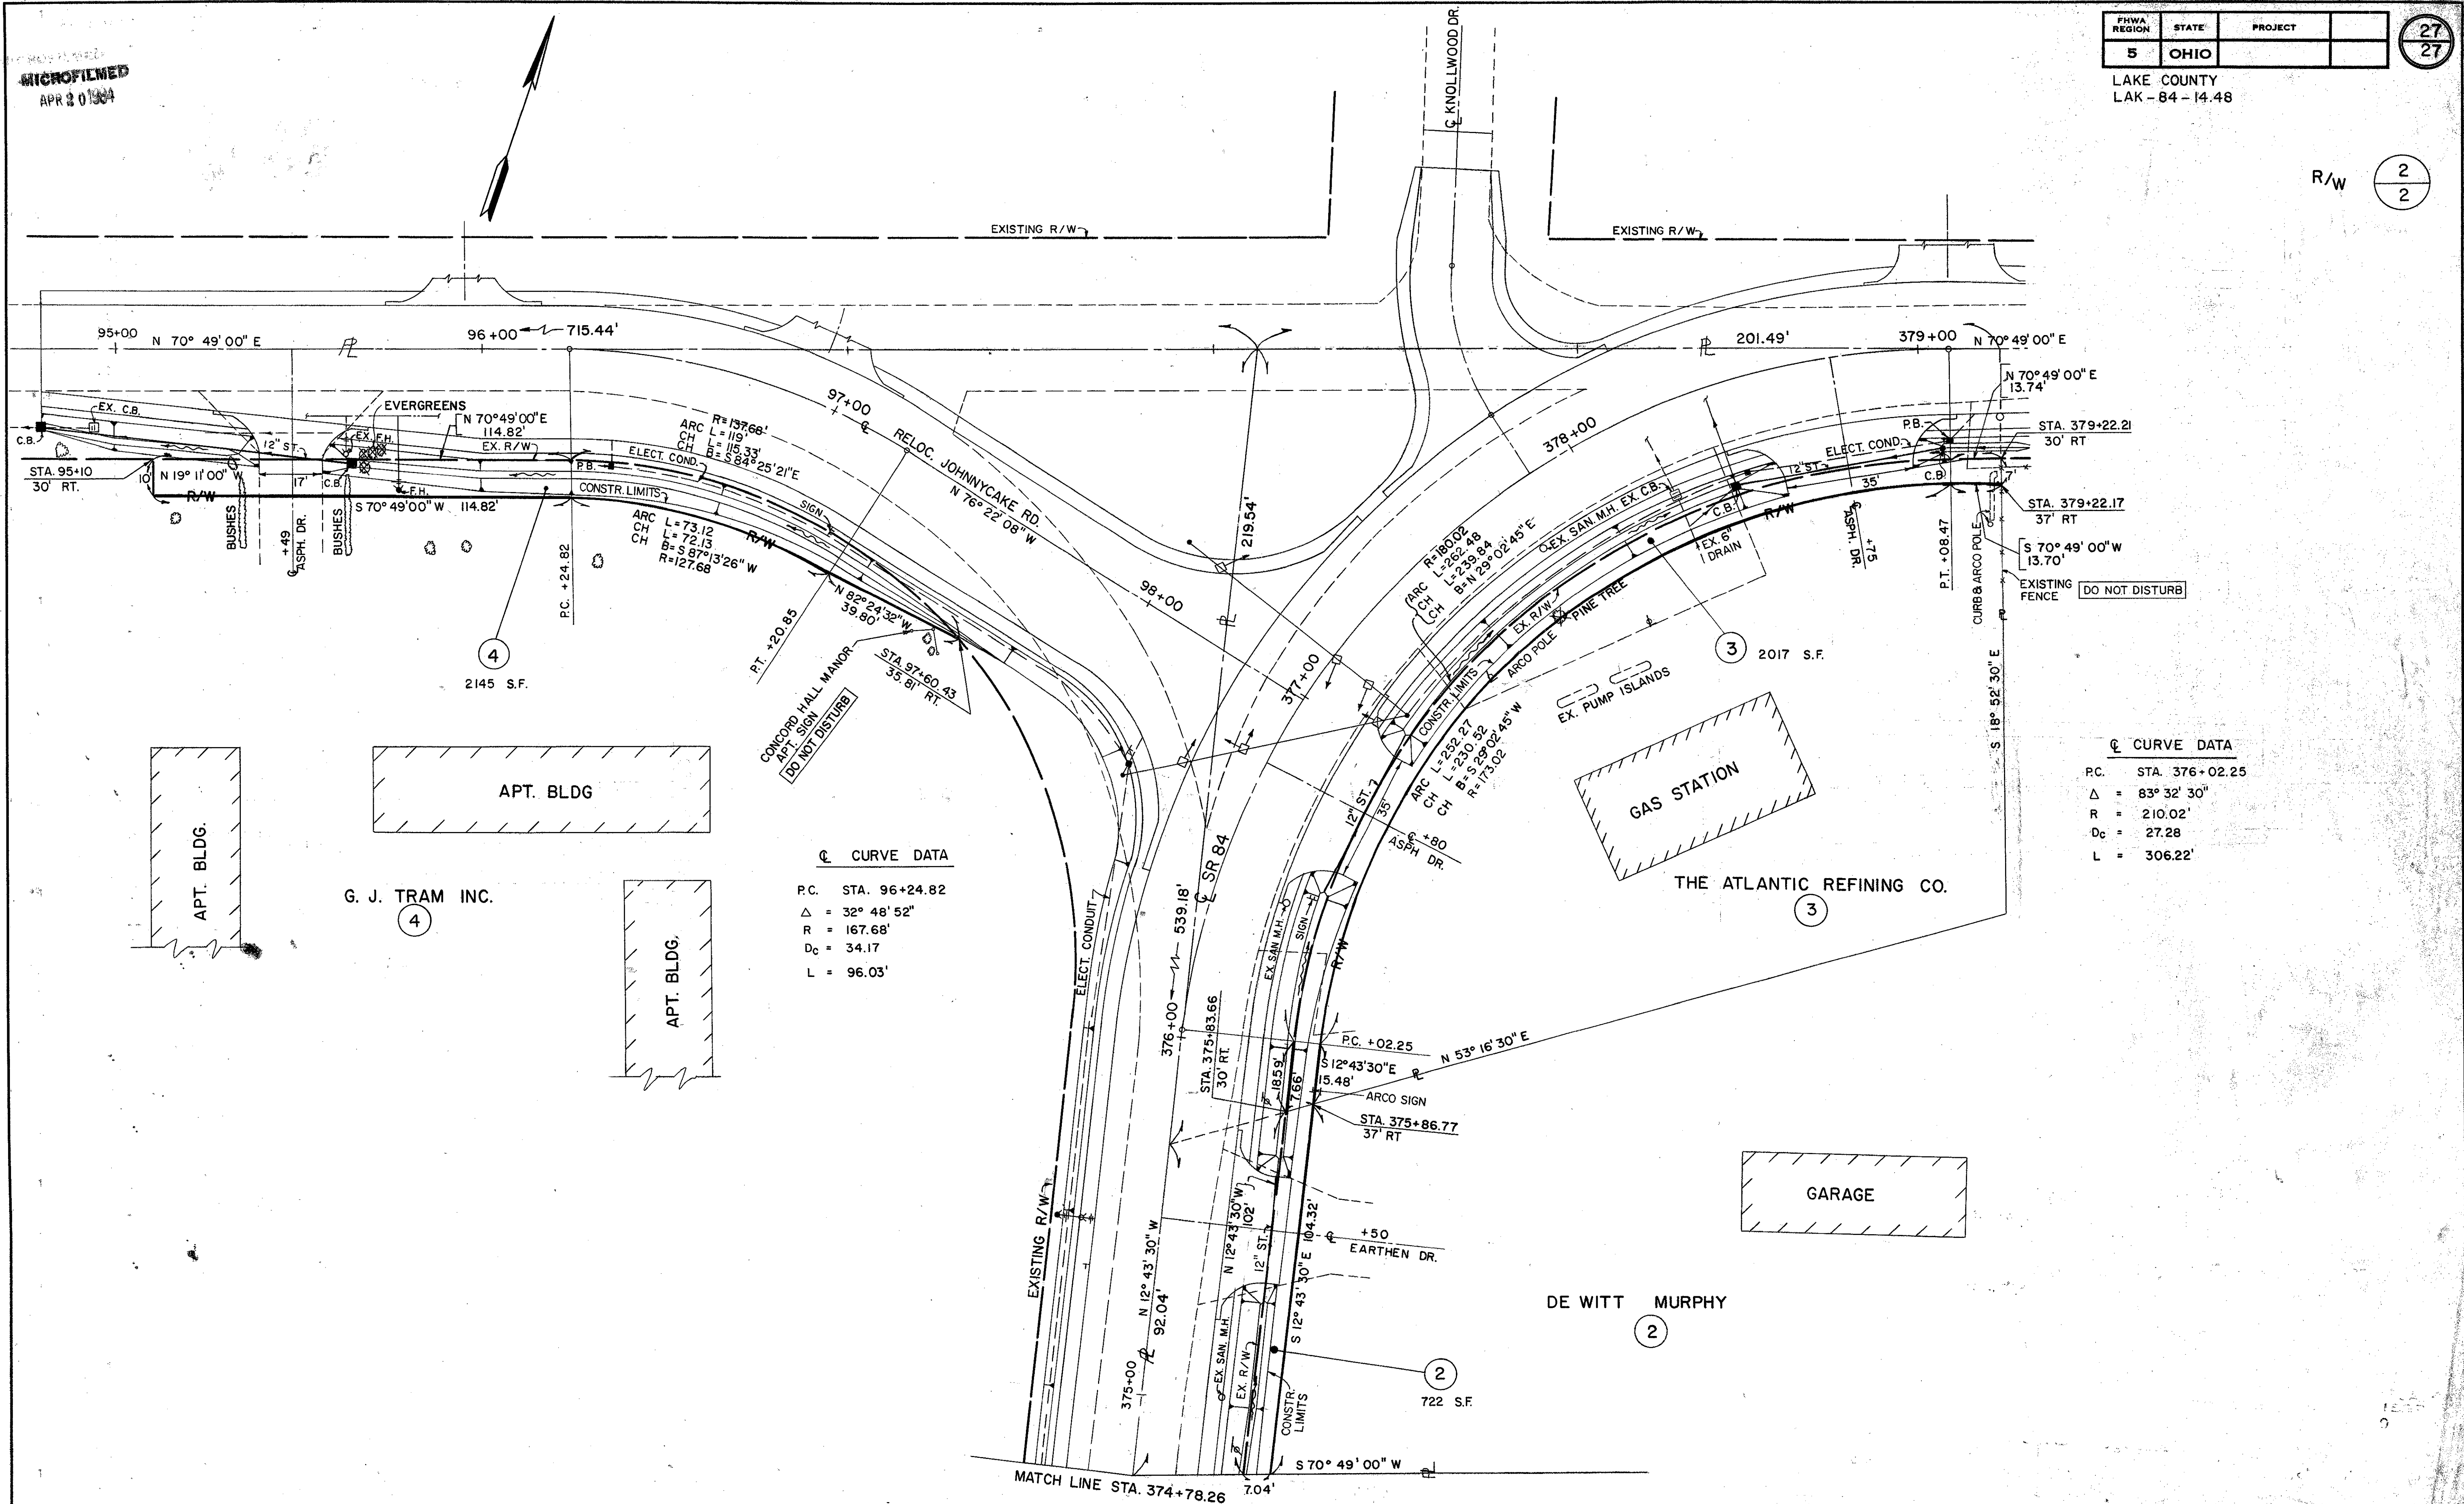 MICROFILMED
FHWA REGION STATE PROJECT
5 OHIO
27
27
LAKE COUNTY
LAK-84-14.48
R/W
2
2
℄ KNOLLWOOD DR.
EXISTING R/W
EXISTING R/W
95+00
N 70° 49' 00" E
96+00
715.44'
201.49'
379+00
N 70° 49' 00" E
N 70° 49' 00" E
13.74'
EX. C.B.
EVERGREENS
N 70°49'00"E
114.82'
C.B.
12" ST.
EX. F.H.
EX. R/W
P.B.
ELECT. COND.
R=137.68'
ARC L=119'
CH L=115.33'
CH B=S 84°25'21"E
97+00
℄
RELOC. JOHNNYCAKE RD.
N 76° 22' 08" W
98+00
219.54'
STA. 95+10
30' RT.
10'
N 19° 11'00" W
R/W
17'
C.B.
F.H.
CONSTR. LIMITS
SIGN
S 70° 49'00" W 114.82'
BUSHES
+49
℄ ASPH. DR.
BUSHES
ARC L=73.12
CH L=72.13
CH B=S 87°13'26" W
R=127.68
R/W
P.C. +24.82
P.T. +20.85
N 82° 24'32" W
39.80'
4
2145 S.F.
CONCORD HALL MANOR
APT. SIGN
DO NOT DISTURB
STA. 97+60.43
35.81' RT.
378+00
R=180.02
ARC L=262.48
CH L=239.84
CH B=N 29°02'45" E
EX. SAN. M.H.
EX. C.B.
C.B.
12" ST.
ELECT. COND.
P.B.
C.B.
STA. 379+22.21
30' RT
7'
STA. 379+22.17
37' RT
35'
R/W
EX. 6"
DRAIN
℄ ASPH. DR.
+75
P.T. +08.47
CURB & ARCO POLE
S 70° 49' 00" W
13.70'
EXISTING
FENCE
DO NOT DISTURB
S 18° 52' 30" E
EX. R/W
PINE TREE
ARCO POLE
CONSTR. LIMITS
3
2017 S.F.
EX. PUMP ISLANDS
377+00
ARC L=252.27
CH L=230.52
CH B=S 29°02'45" W
R=173.02
12" ST.
35'
℄ +80
ASPH DR.
GAS STATION
THE ATLANTIC REFINING CO.
3
℄ CURVE DATA
P.C. STA. 376+02.25
Δ = 83° 32' 30"
R = 210.02'
Dc = 27.28
L = 306.22'
APT. BLDG.
APT. BLDG
APT. BLDG.
G. J. TRAM INC.
4
℄ CURVE DATA
P.C. STA. 96+24.82
Δ = 32° 48' 52"
R = 167.68'
Dc = 34.17
L = 96.03'
ELECT. CONDUIT
℄ SR 84
539.18'
376+00
EX. SAN M.H.
SIGN
R/W
STA. 375+83.66
30' RT.
18.59'
7.66'
P.C. +02.25
S 12°43'30"E
15.48'
N 53° 16'30" E
ARCO SIGN
STA. 375+86.77
37' RT
EXISTING R/W
N 12° 43' 30" W
92.04'
N 12° 43' 30"W
102'
12" ST.
℄ +50
EARTHEN DR.
S 12° 43' 30" E 104.32'
GARAGE
DE WITT MURPHY
2
375+00
EX. SAN. M.H.
EX. R/W
CONSTR.
LIMITS
2
722 S.F.
S 70° 49' 00" W
MATCH LINE STA. 374+78.26
7.04'